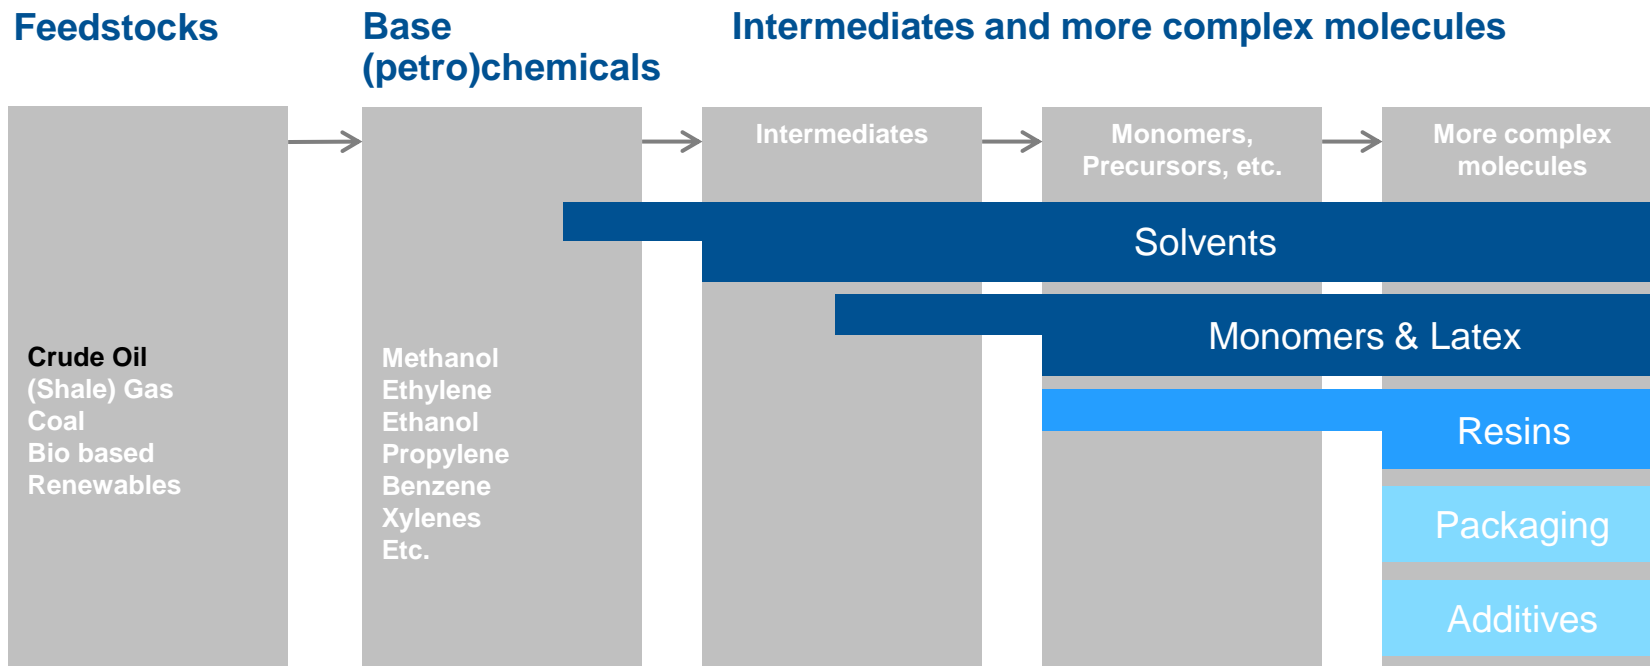 Feedstocks
Base
(petro)chemicals
Intermediates and more complex molecules
Intermediates
Monomers,
Precursors, etc.
More complex
molecules
Solvents
Monomers & Latex
Resins
Packaging
Additives
Crude Oil
(Shale) Gas
Coal
Bio based
Renewables
Methanol
Ethylene
Ethanol
Propylene
Benzene
Xylenes
Etc.